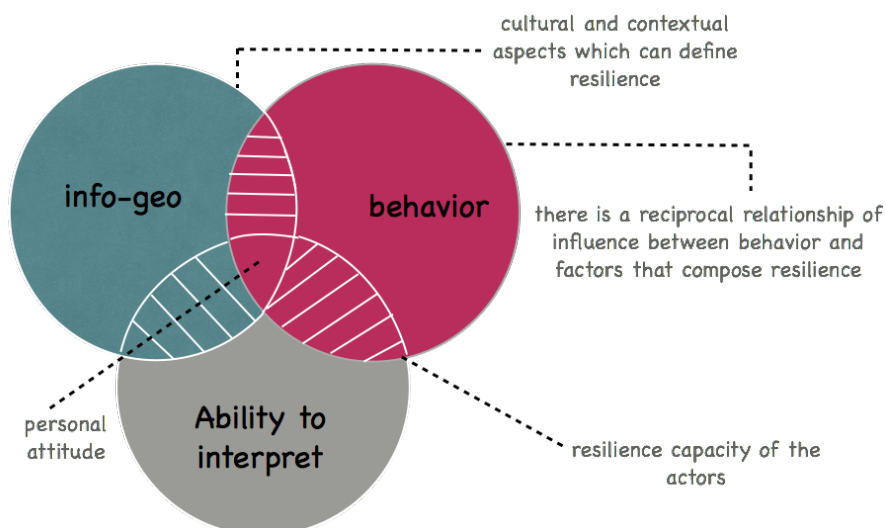 cultural and contextual
aspects which can define
resilience
info-geo
behavior
there is a reciprocal relationship of
influence between behavior and
factors that compose resilience
Ability to
interpret
personal
attitude
resilience capacity of the
actors